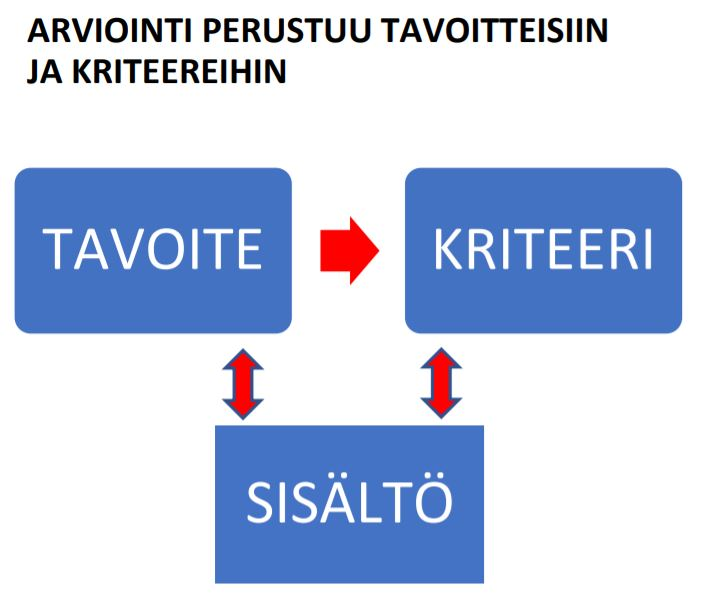 ARVIOINTI PERUSTUU TAVOITTEISIIN
JA KRITEEREIHIN
TAVOITE
KRITEERI
SISÄLTÖ